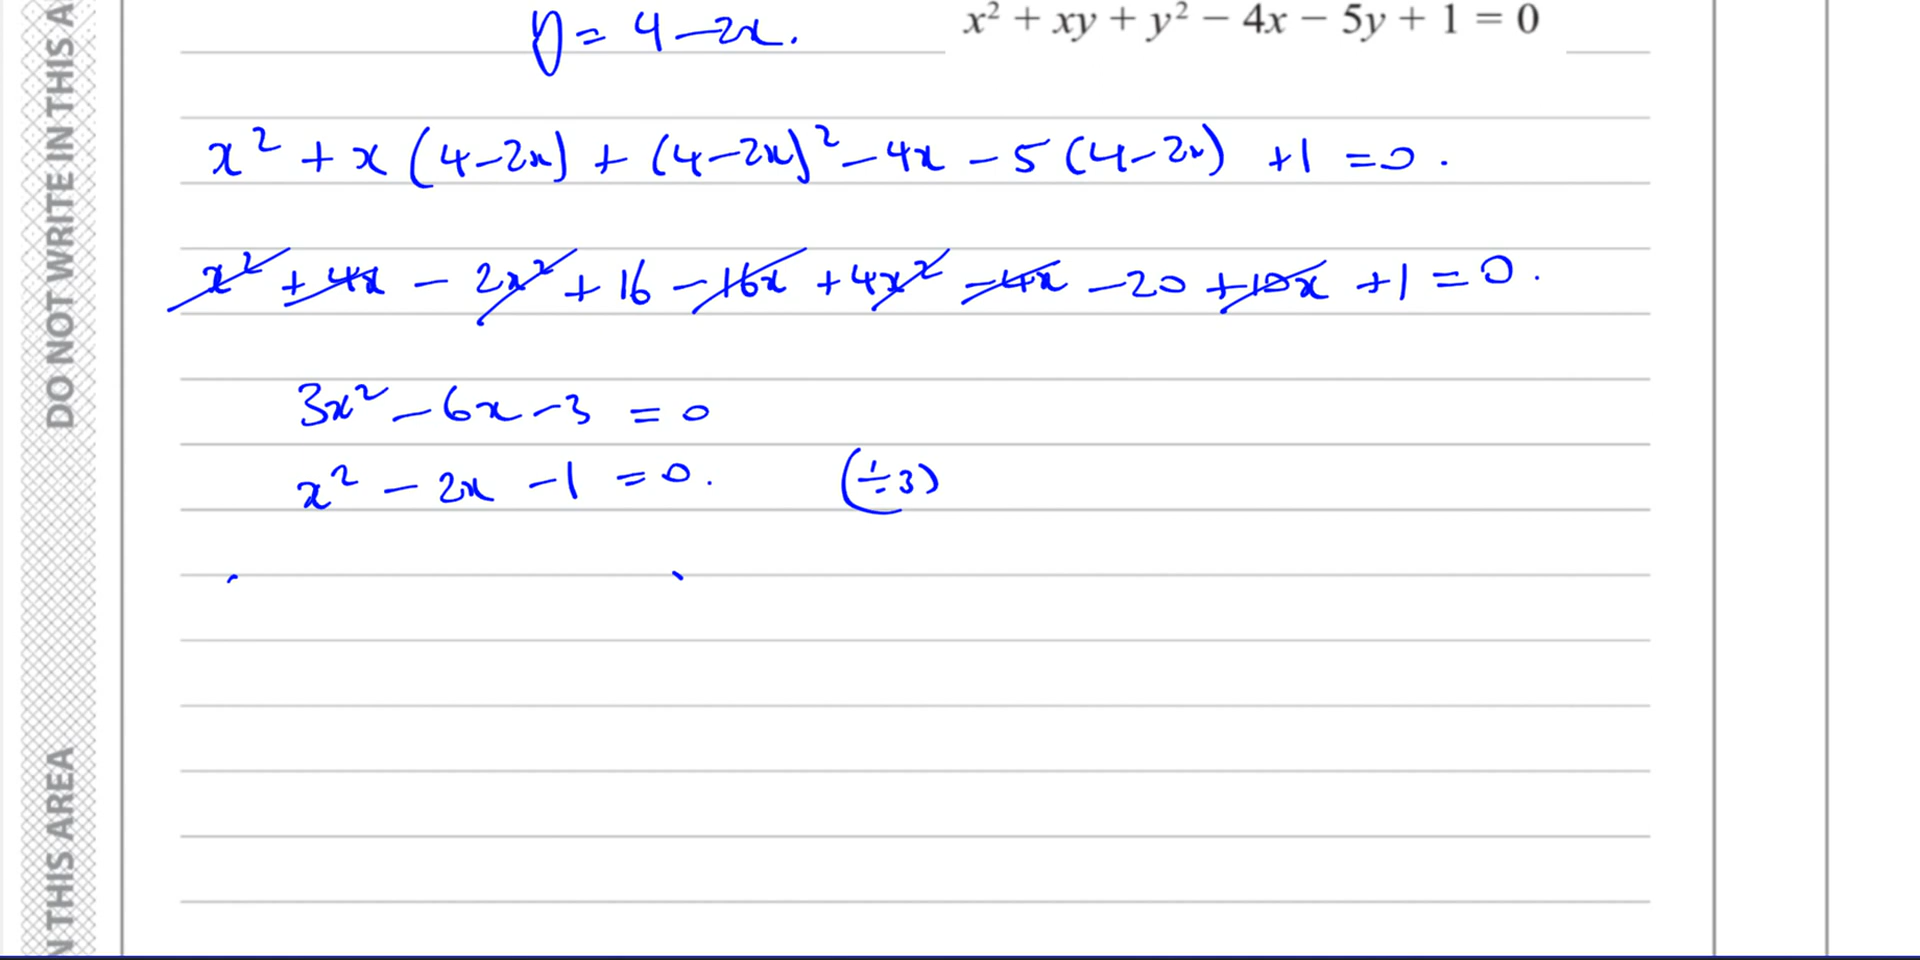 DO NOT WRITE IN THIS A
N THIS AREA
y = 4 - 2x.
x² + xy + y² − 4x − 5y + 1 = 0
x² + x (4-2x) + (4-2x)² - 4x - 5 (4-2x) +1 = 0.
x² + 4x - 2x² + 16 - 16x + 4x² - 4x - 20 + 10x + 1 = 0.
3x² - 6x - 3 = 0
x² - 2x - 1 = 0. (÷3)